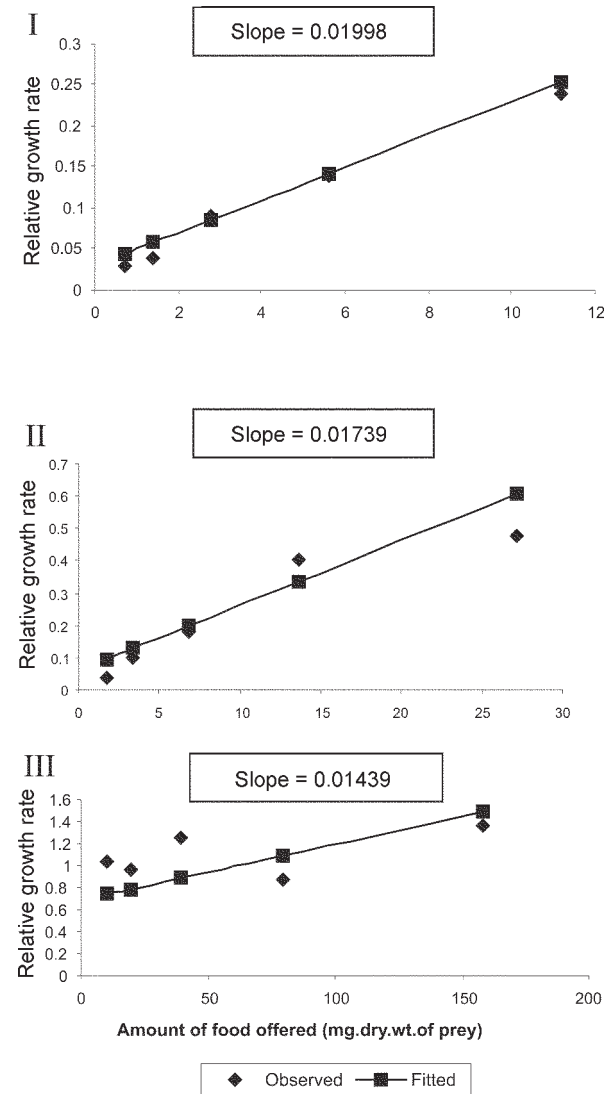 I
Slope = 0.01998
Relative growth rate
0.3
0.25
0.2
0.15
0.1
0.05
0
0 2 4 6 8 10 12
II
Slope = 0.01739
Relative growth rate
0.7
0.6
0.5
0.4
0.3
0.2
0.1
0
0 5 10 15 20 25 30
III
Slope = 0.01439
Relative growth rate
1.6
1.4
1.2
1
0.8
0.6
0.4
0.2
0
0 50 100 150 200
Amount of food offered (mg.dry.wt.of prey)
Observed Fitted